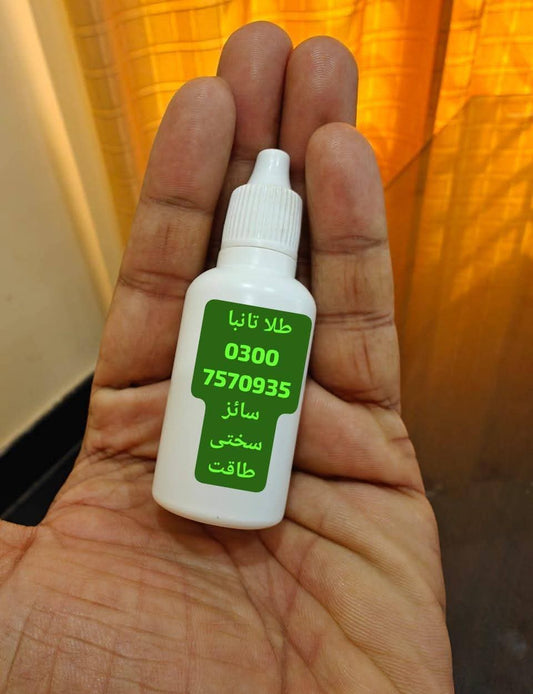 طلا تانبا
0300
7570935
سائز
سختی
طاقت